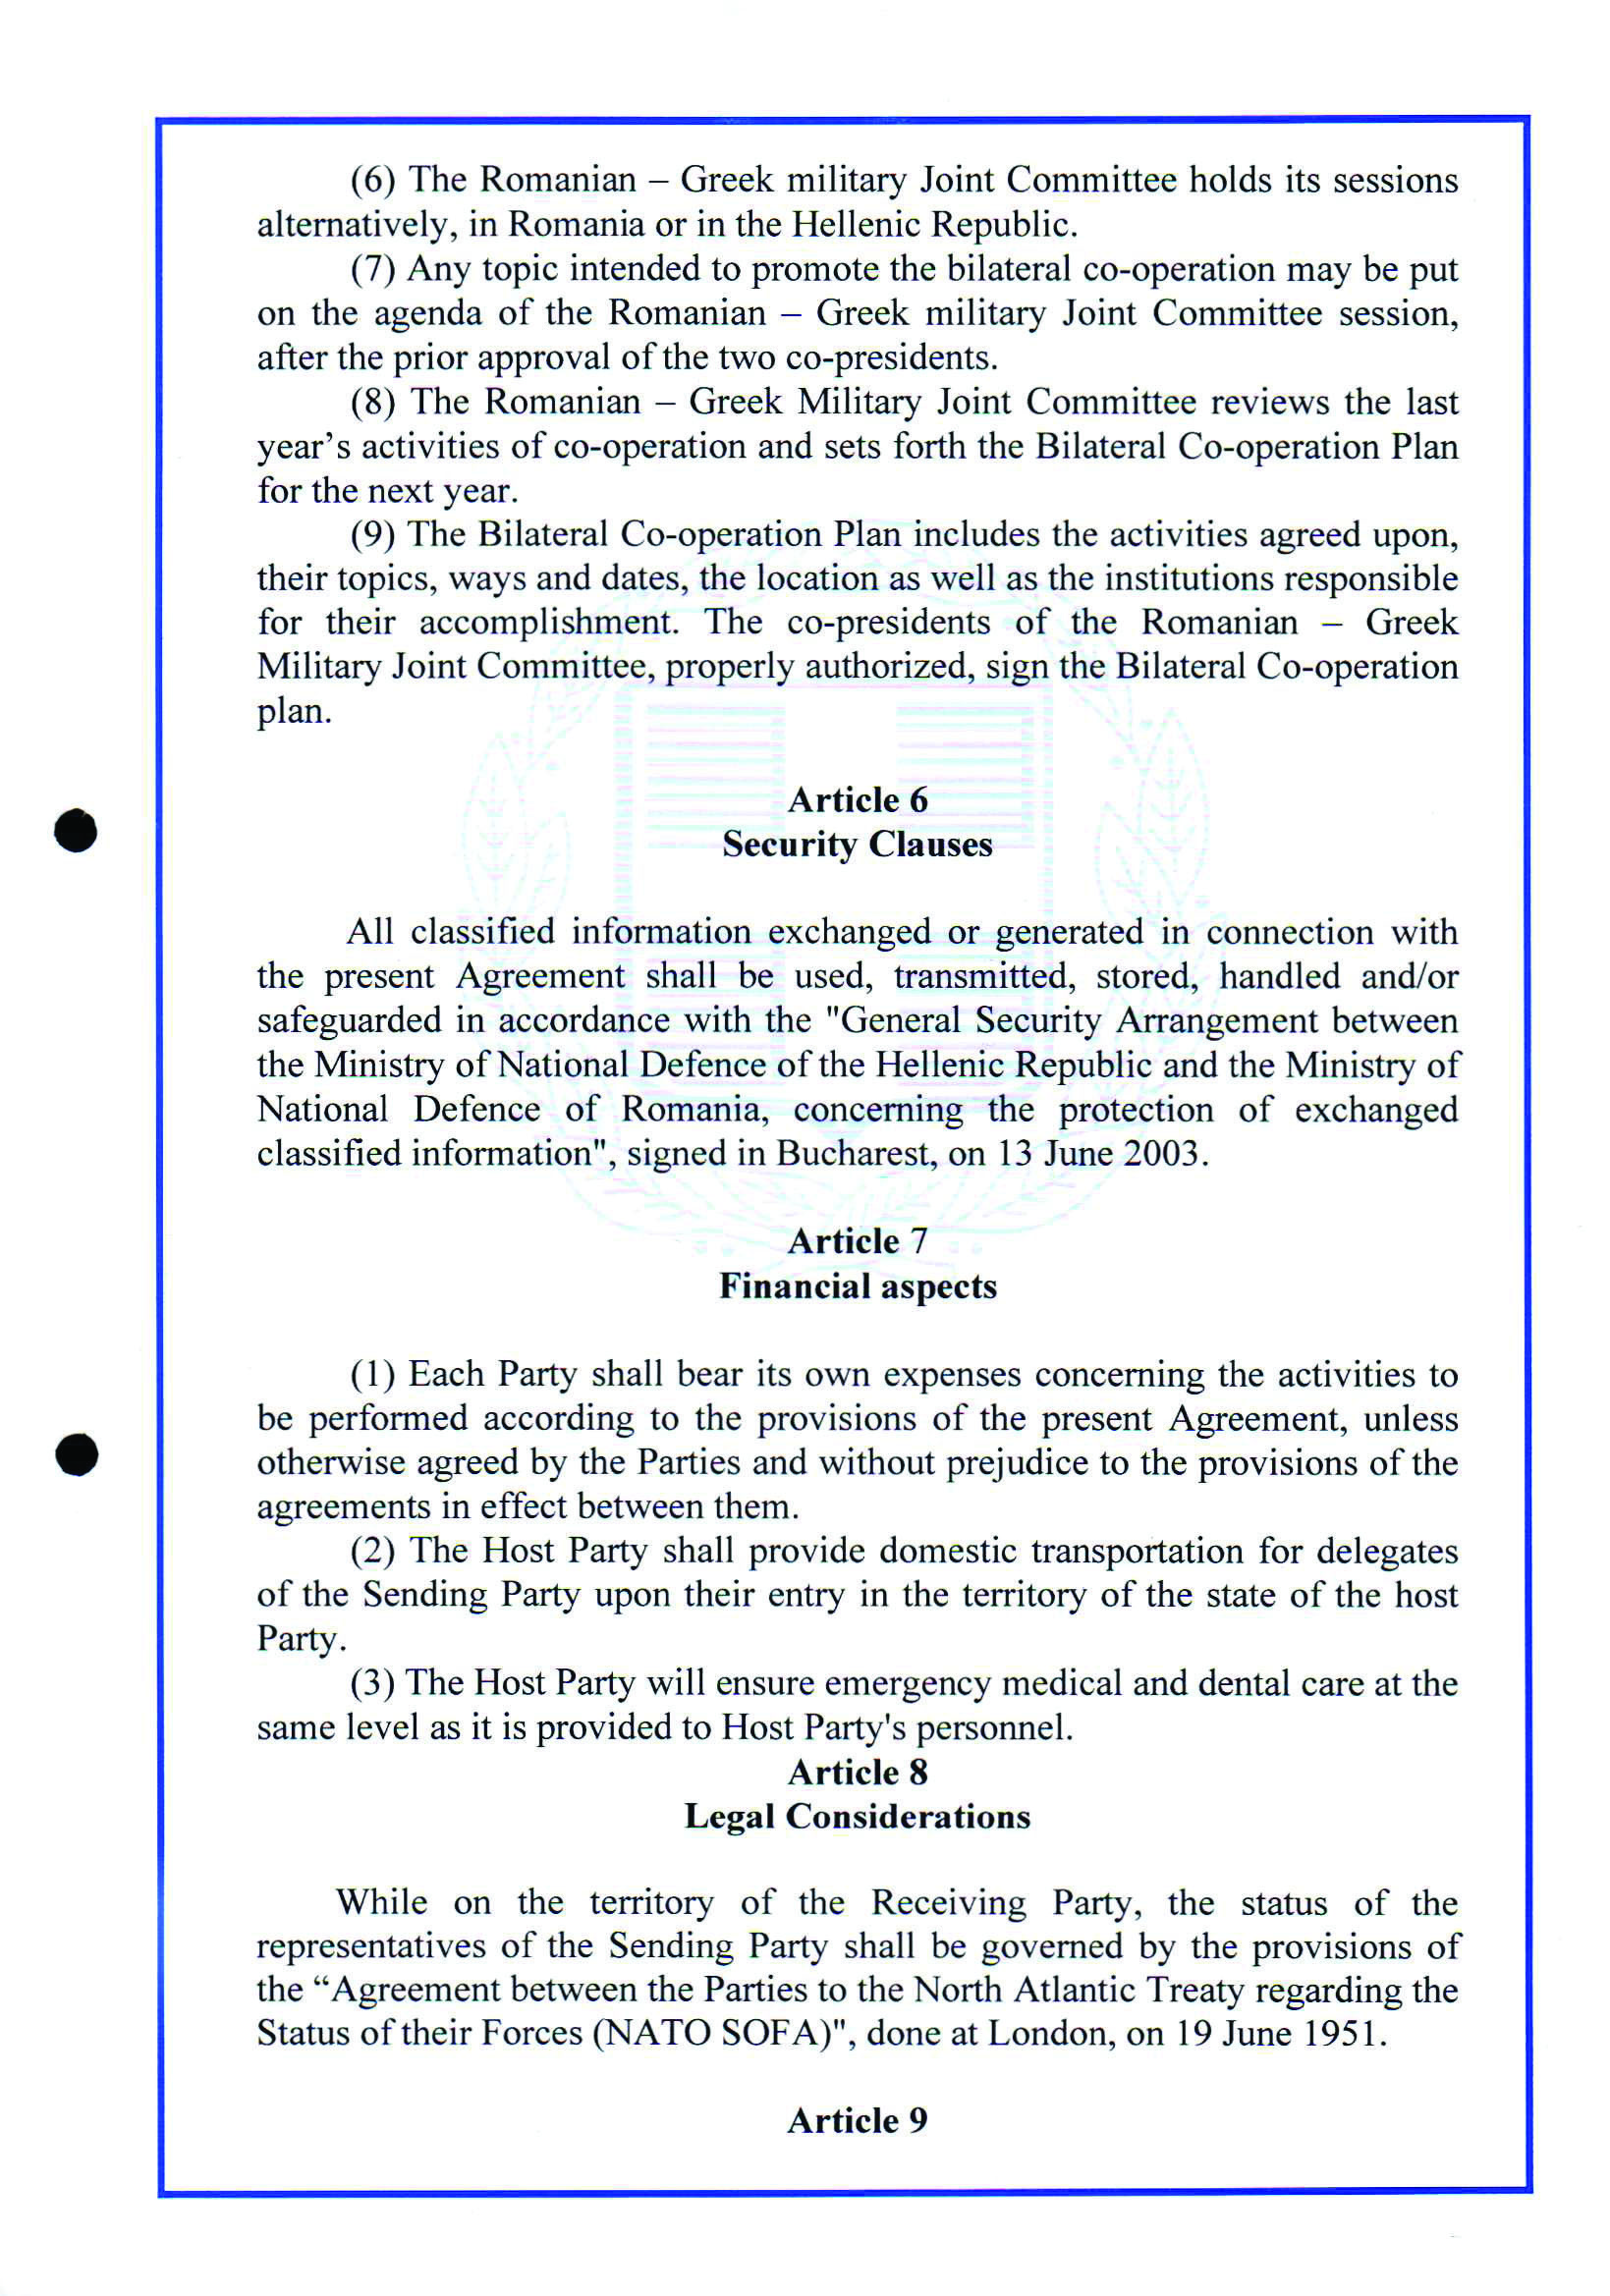 (6) The Romanian – Greek military Joint Committee holds its sessions
alternatively, in Romania or in the Hellenic Republic.
(7) Any topic intended to promote the bilateral co-operation may be put
on the agenda of the Romanian – Greek military Joint Committee session,
after the prior approval of the two co-presidents.
(8) The Romanian – Greek Military Joint Committee reviews the last
year’s activities of co-operation and sets forth the Bilateral Co-operation Plan
for the next year.
(9) The Bilateral Co-operation Plan includes the activities agreed upon,
their topics, ways and dates, the location as well as the institutions responsible
for their accomplishment. The co-presidents of the Romanian – Greek
Military Joint Committee, properly authorized, sign the Bilateral Co-operation
plan.
Article 6
Security Clauses
All classified information exchanged or generated in connection with
the present Agreement shall be used, transmitted, stored, handled and/or
safeguarded in accordance with the "General Security Arrangement between
the Ministry of National Defence of the Hellenic Republic and the Ministry of
National Defence of Romania, concerning the protection of exchanged
classified information", signed in Bucharest, on 13 June 2003.
Article 7
Financial aspects
(1) Each Party shall bear its own expenses concerning the activities to
be performed according to the provisions of the present Agreement, unless
otherwise agreed by the Parties and without prejudice to the provisions of the
agreements in effect between them.
(2) The Host Party shall provide domestic transportation for delegates
of the Sending Party upon their entry in the territory of the state of the host
Party.
(3) The Host Party will ensure emergency medical and dental care at the
same level as it is provided to Host Party's personnel.
Article 8
Legal Considerations
While on the territory of the Receiving Party, the status of the
representatives of the Sending Party shall be governed by the provisions of
the “Agreement between the Parties to the North Atlantic Treaty regarding the
Status of their Forces (NATO SOFA)", done at London, on 19 June 1951.
Article 9